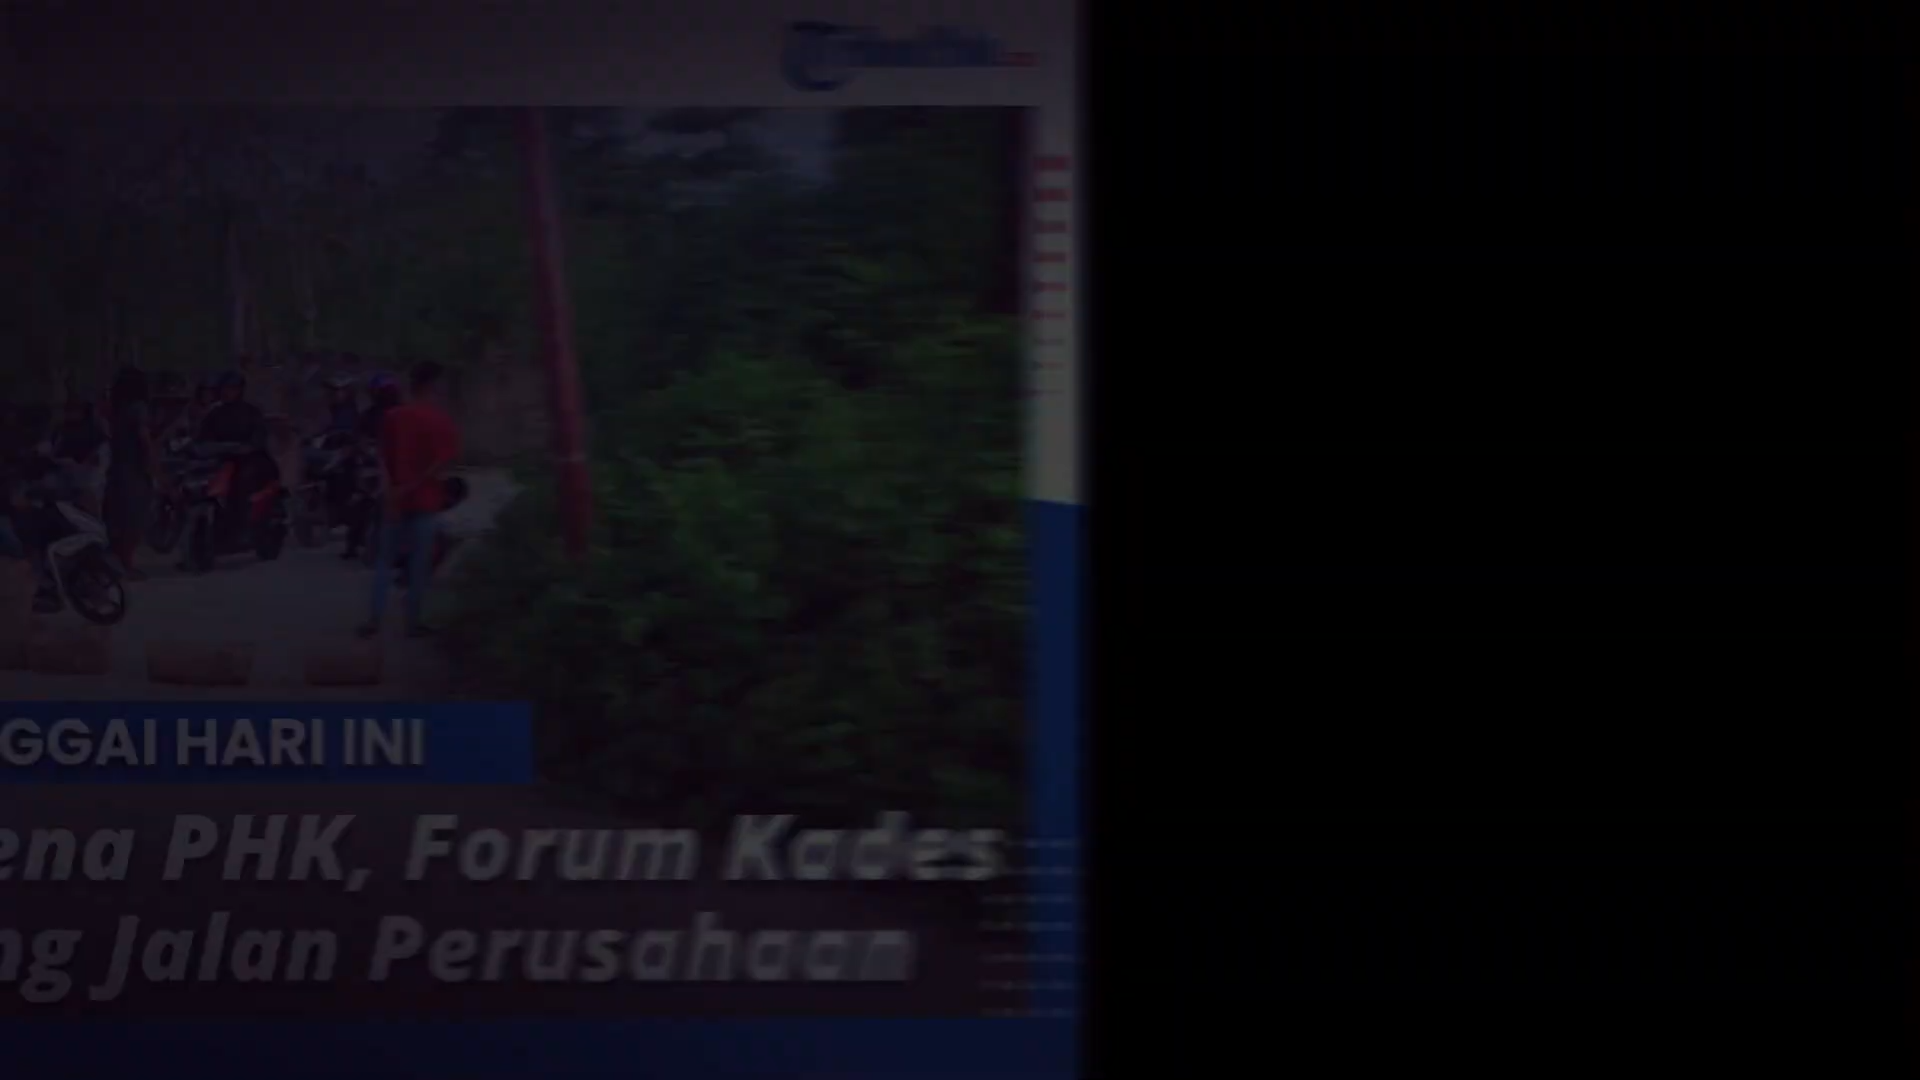 GGAI HARI INI
ena PHK, Forum Kades
ng Jalan Perusahaan